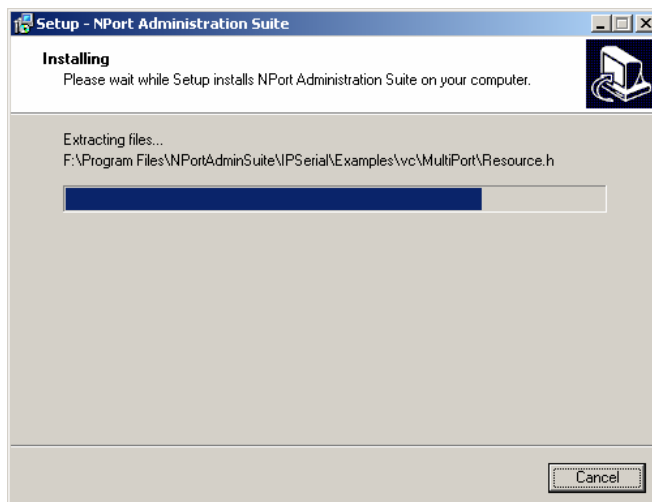 Setup - NPort Administration Suite
Installing
Please wait while Setup installs NPort Administration Suite on your computer.
Extracting files...
F:\Program Files\NPortAdminSuite\IPSerial\Examples\vc\MultiPort\Resource.h
Cancel